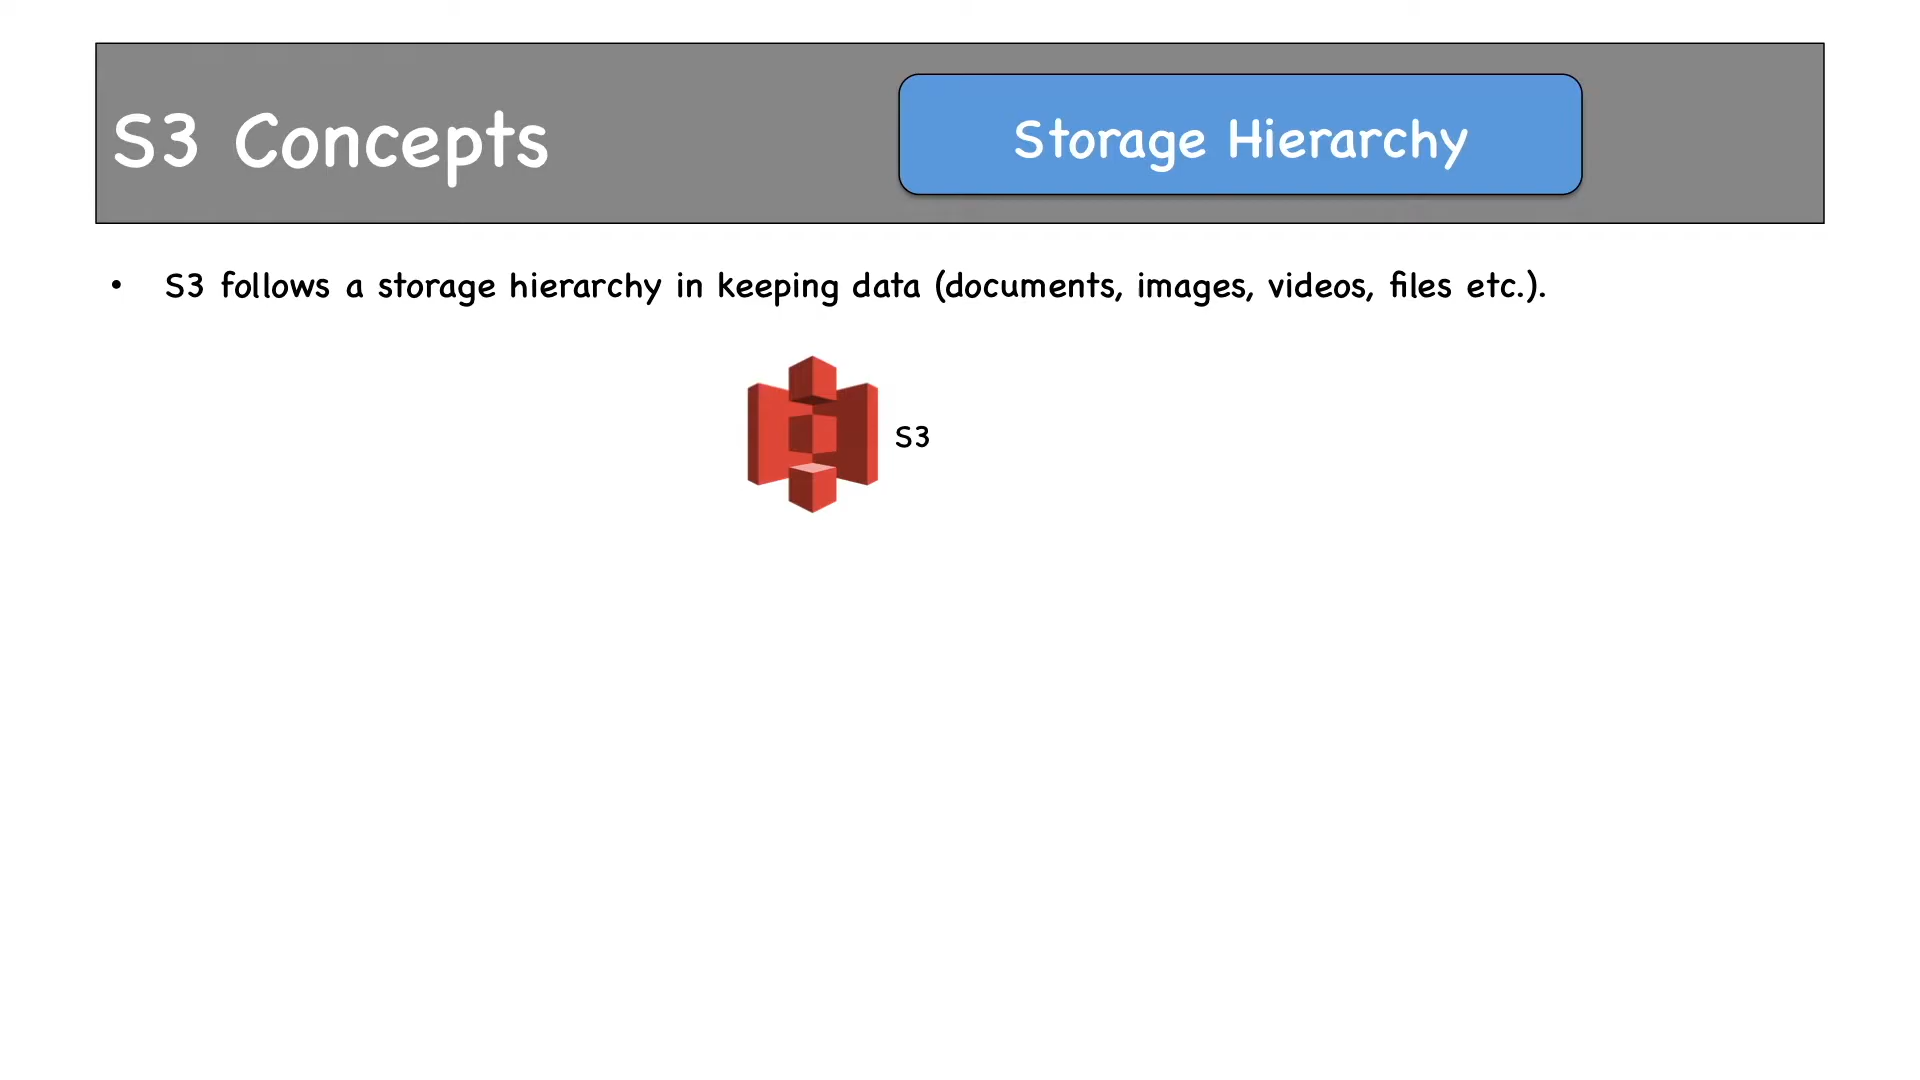 S3 Concepts
Storage Hierarchy
• S3 follows a storage hierarchy in keeping data (documents, images, videos, files etc.).
S3